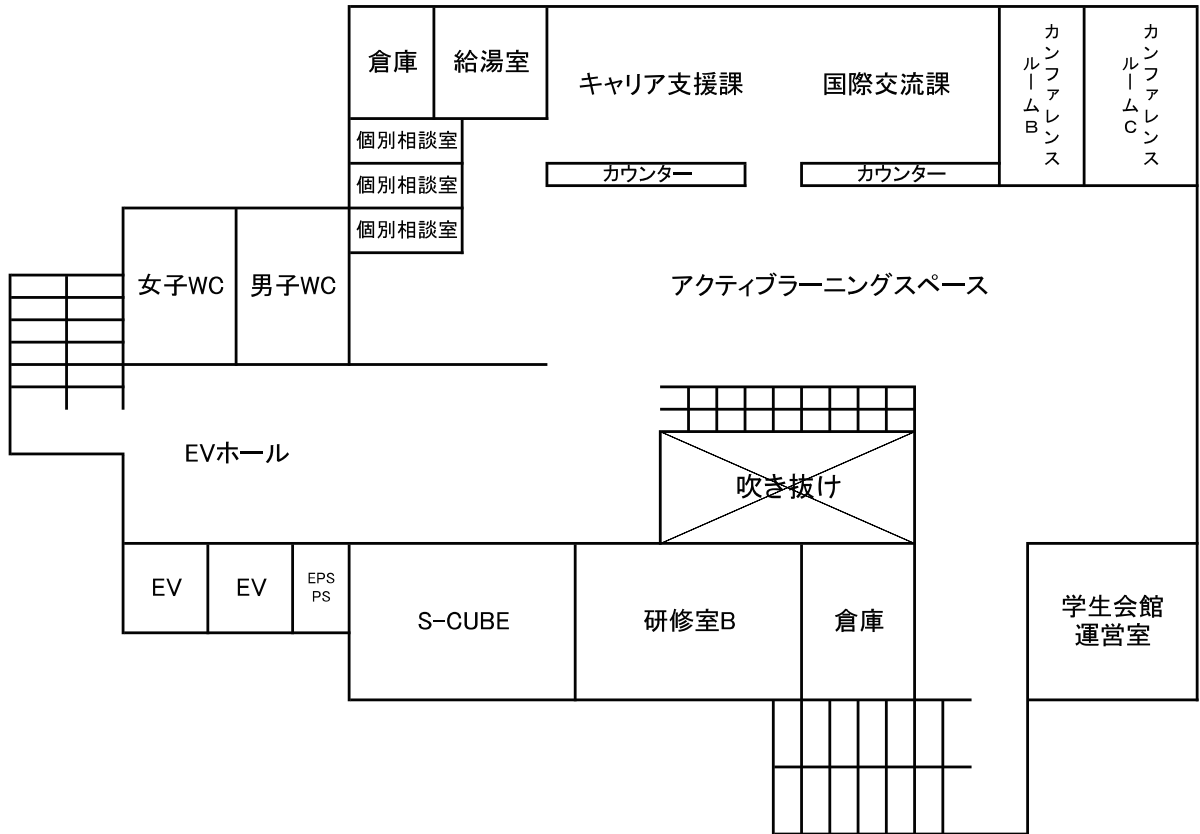 倉庫
給湯室
キャリア支援課
国際交流課
カンファレンス
ルームB
カンファレンス
ルームC
個別相談室
個別相談室
個別相談室
カウンター
カウンター
女子WC
男子WC
アクティブラーニングスペース
EVホール
吹き抜け
EV
EV
EPS
PS
S-CUBE
研修室B
倉庫
学生会館
運営室